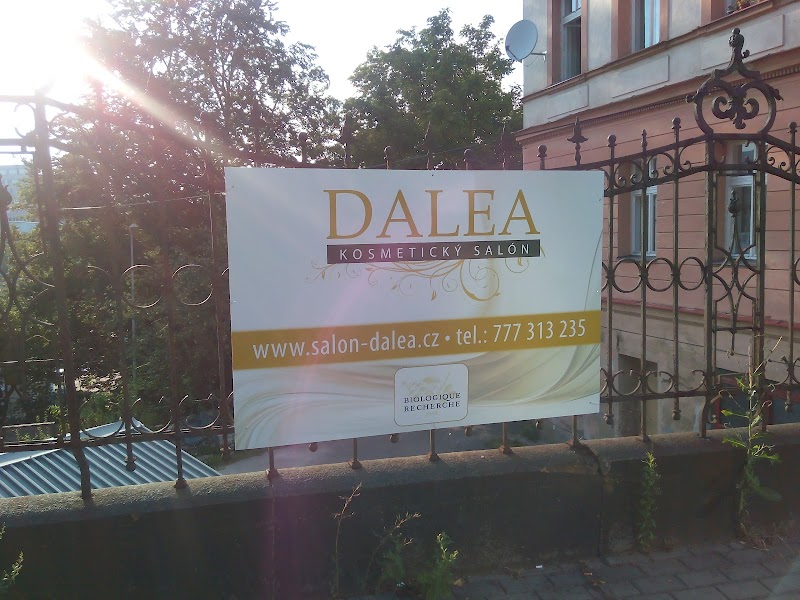 DALEA
KOSMETICKÝ SALÓN
www.salon-dalea.cz • tel.: 777 313 235
BIOLOGIQUE
RECHERCHE